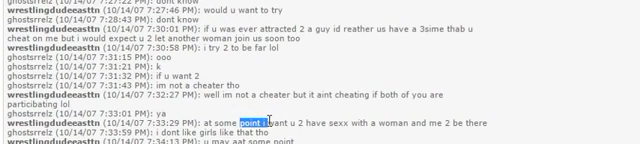 ghostsrrelz (10/14/07 7:27:22 PM): dont know
wrestlingdudeeasttn (10/14/07 7:27:46 PM): would u want to try
ghostsrrelz (10/14/07 7:28:43 PM): dont know
wrestlingdudeeasttn (10/14/07 7:30:01 PM): if u was ever attracted 2 a guy id reather us have a 3sime thab u
cheat on me but i would expect u 2 let another woman join us soon too
wrestlingdudeeasttn (10/14/07 7:30:58 PM): i try 2 to be far lol
ghostsrrelz (10/14/07 7:31:15 PM): ooo
ghostsrrelz (10/14/07 7:31:21 PM): k
ghostsrrelz (10/14/07 7:31:32 PM): if u want 2
ghostsrrelz (10/14/07 7:31:43 PM): im not a cheater tho
wrestlingdudeeasttn (10/14/07 7:32:27 PM): well im not a cheater but it aint cheating if both of you are
particibating lol
ghostsrrelz (10/14/07 7:33:01 PM): ya
wrestlingdudeeasttn (10/14/07 7:33:29 PM): at some point i want u 2 have sexx with a woman and me 2 be there
ghostsrrelz (10/14/07 7:33:59 PM): i dont like girls like that tho
wrestlingdudeeasttn (10/14/07 7:34:13 PM): u may aat some point